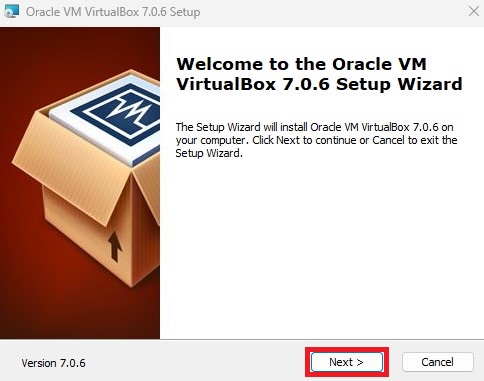 Oracle VM VirtualBox 7.0.6 Setup
Welcome to the Oracle VM
VirtualBox 7.0.6 Setup Wizard
The Setup Wizard will install Oracle VM VirtualBox 7.0.6 on
your computer. Click Next to continue or Cancel to exit the
Setup Wizard.
Version 7.0.6
Next >
Cancel